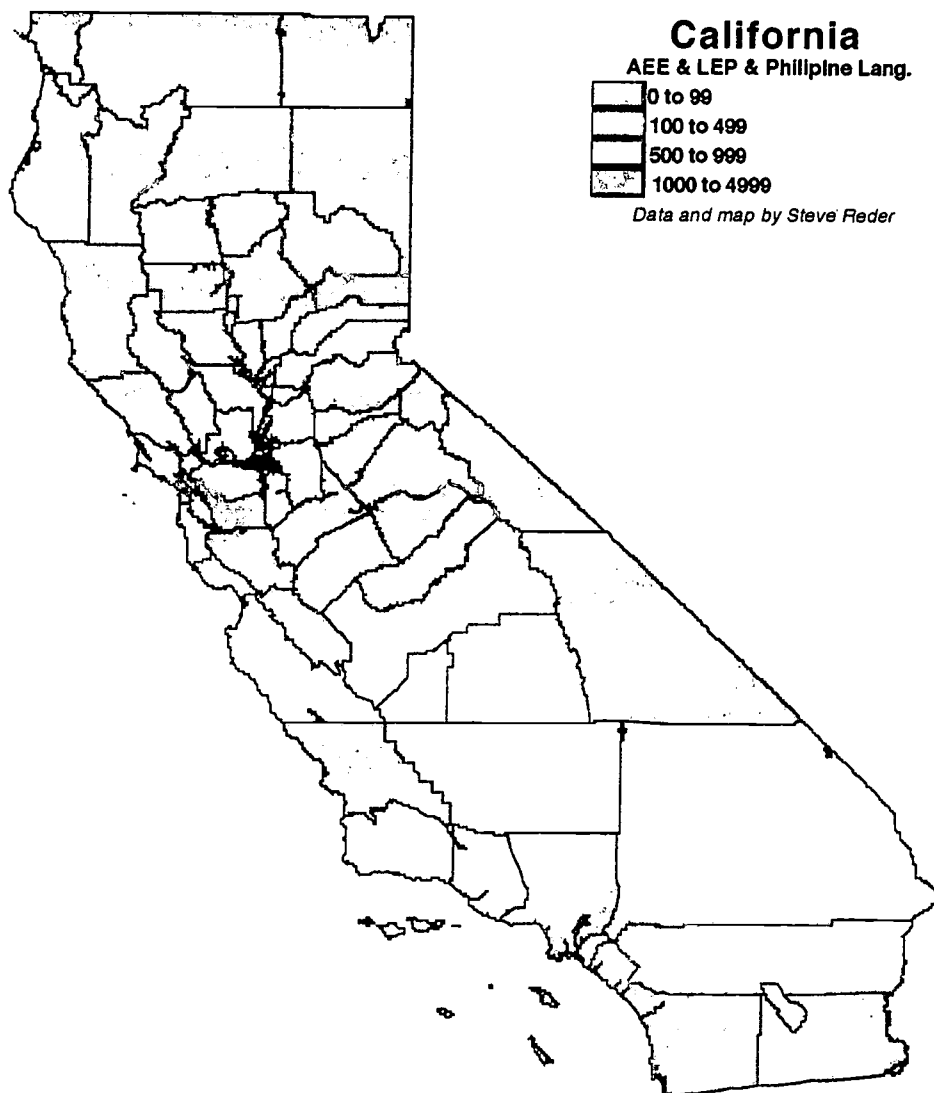 California
AEE & LEP & Philipine Lang.
0 to 99
100 to 499
500 to 999
1000 to 4999
Data and map by Steve Reder